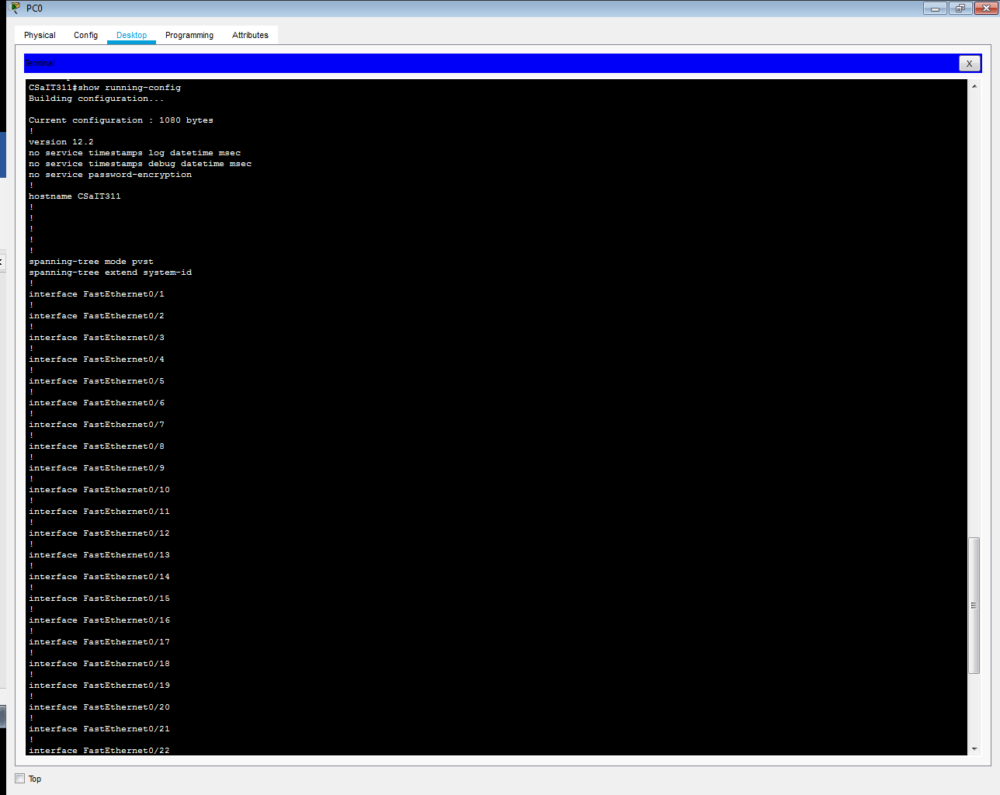 PC0
Physical Config Desktop Programming Attributes
Terminal
X
CSaIT311#show running-config
Building configuration...
Current configuration : 1080 bytes
!
version 12.2
no service timestamps log datetime msec
no service timestamps debug datetime msec
no service password-encryption
!
hostname CSaIT311
!
!
!
!
!
spanning-tree mode pvst
spanning-tree extend system-id
!
interface FastEthernet0/1
!
interface FastEthernet0/2
!
interface FastEthernet0/3
!
interface FastEthernet0/4
!
interface FastEthernet0/5
!
interface FastEthernet0/6
!
interface FastEthernet0/7
!
interface FastEthernet0/8
!
interface FastEthernet0/9
!
interface FastEthernet0/10
!
interface FastEthernet0/11
!
interface FastEthernet0/12
!
interface FastEthernet0/13
!
interface FastEthernet0/14
!
interface FastEthernet0/15
!
interface FastEthernet0/16
!
interface FastEthernet0/17
!
interface FastEthernet0/18
!
interface FastEthernet0/19
!
interface FastEthernet0/20
!
interface FastEthernet0/21
!
interface FastEthernet0/22
Top